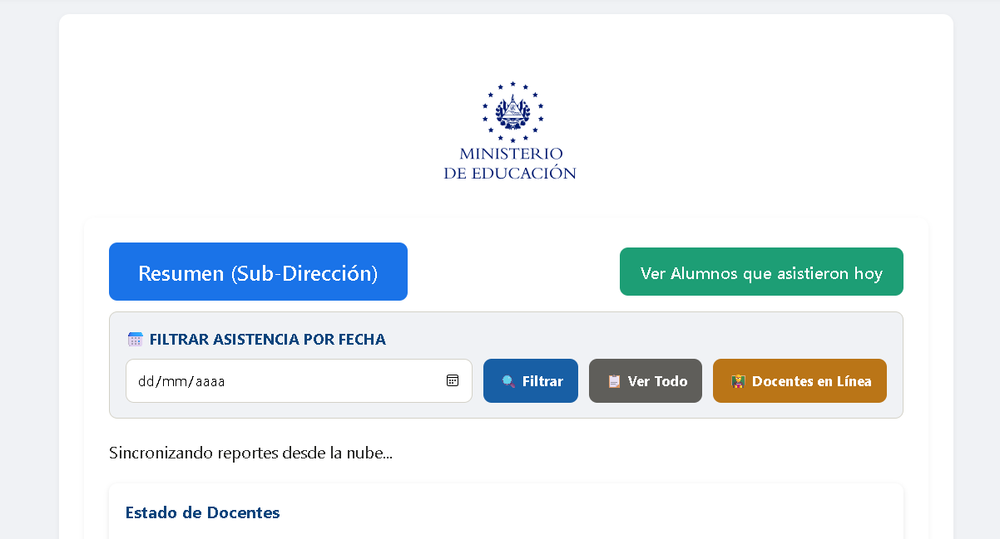 MINISTERIO
DE EDUCACIÓN
Resumen (Sub-Dirección)
Ver Alumnos que asistieron hoy
FILTRAR ASISTENCIA POR FECHA
dd/mm/aaaa
Filtrar
Ver Todo
Docentes en Línea
Sincronizando reportes desde la nube...
Estado de Docentes